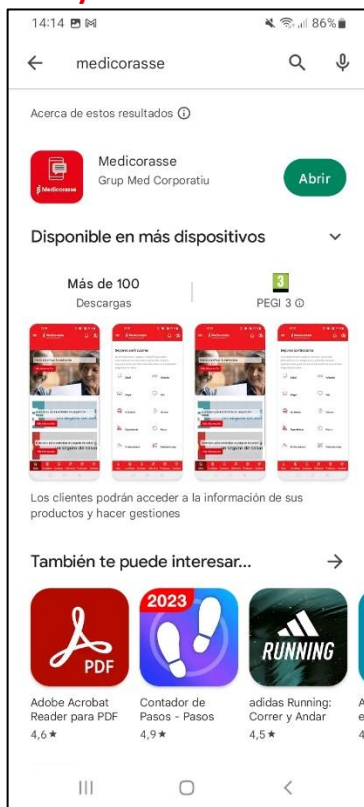 14:14 86%
medicorasse
Acerca de estos resultados
Medicorasse
Medicorasse
Grup Med Corporatiu
Abrir
Disponible en más dispositivos
Más de 100
Descargas
3
PEGI 3
Los clientes podrán acceder a la información de sus
productos y hacer gestiones
También te puede interesar...
PDF
2023
RUNNING
Adobe Acrobat
Reader para PDF
4,6★
Contador de
Pasos - Pasos
4,9★
adidas Running:
Correr y Andar
4,5★
A
e
4